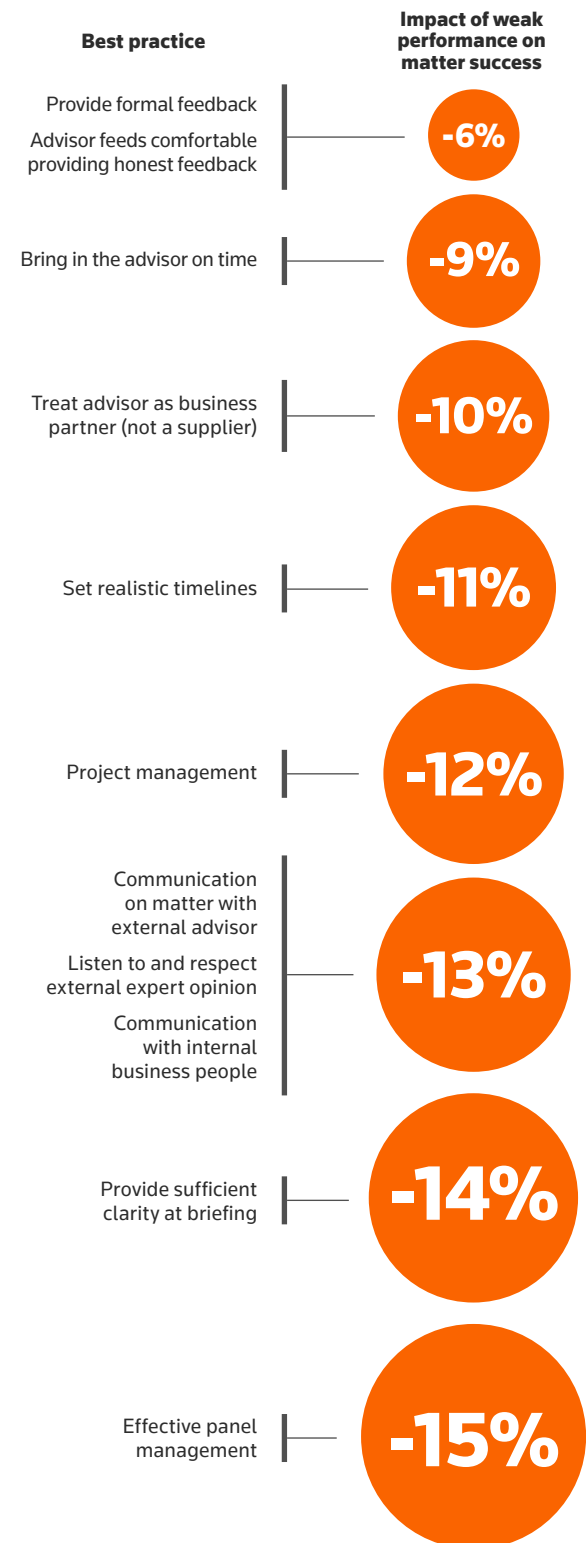 Best practice
Impact of weak
performance on
matter success
Provide formal feedback
Advisor feeds comfortable
providing honest feedback
-6%
Bring in the advisor on time
-9%
Treat advisor as business
partner (not a supplier)
-10%
Set realistic timelines
-11%
Project management
-12%
Communication
on matter with
external advisor
Listen to and respect
external expert opinion
Communication
with internal
business people
-13%
Provide sufficient
clarity at briefing
-14%
Effective panel
management
-15%